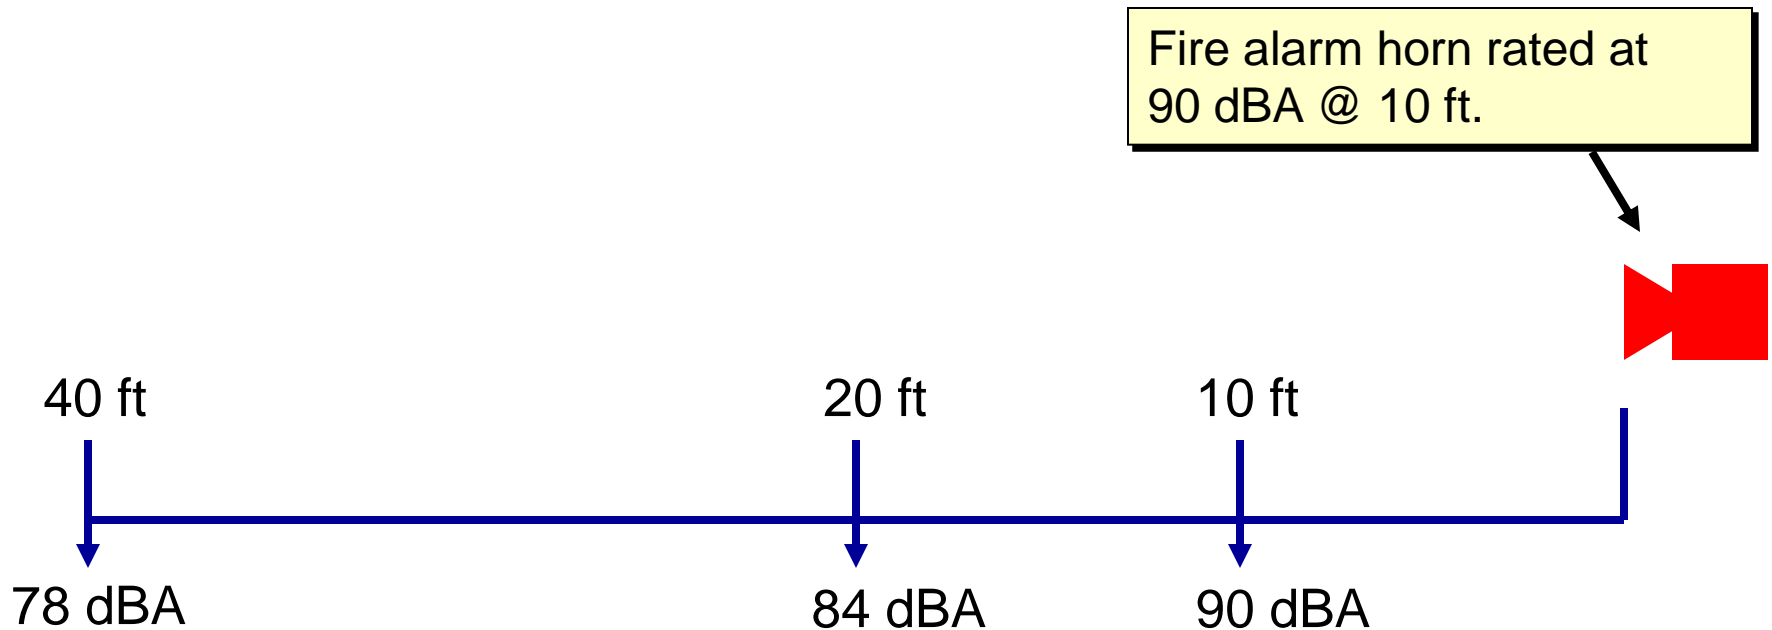 Fire alarm horn rated at
90 dBA @ 10 ft.
40 ft
20 ft
10 ft
78 dBA
84 dBA
90 dBA